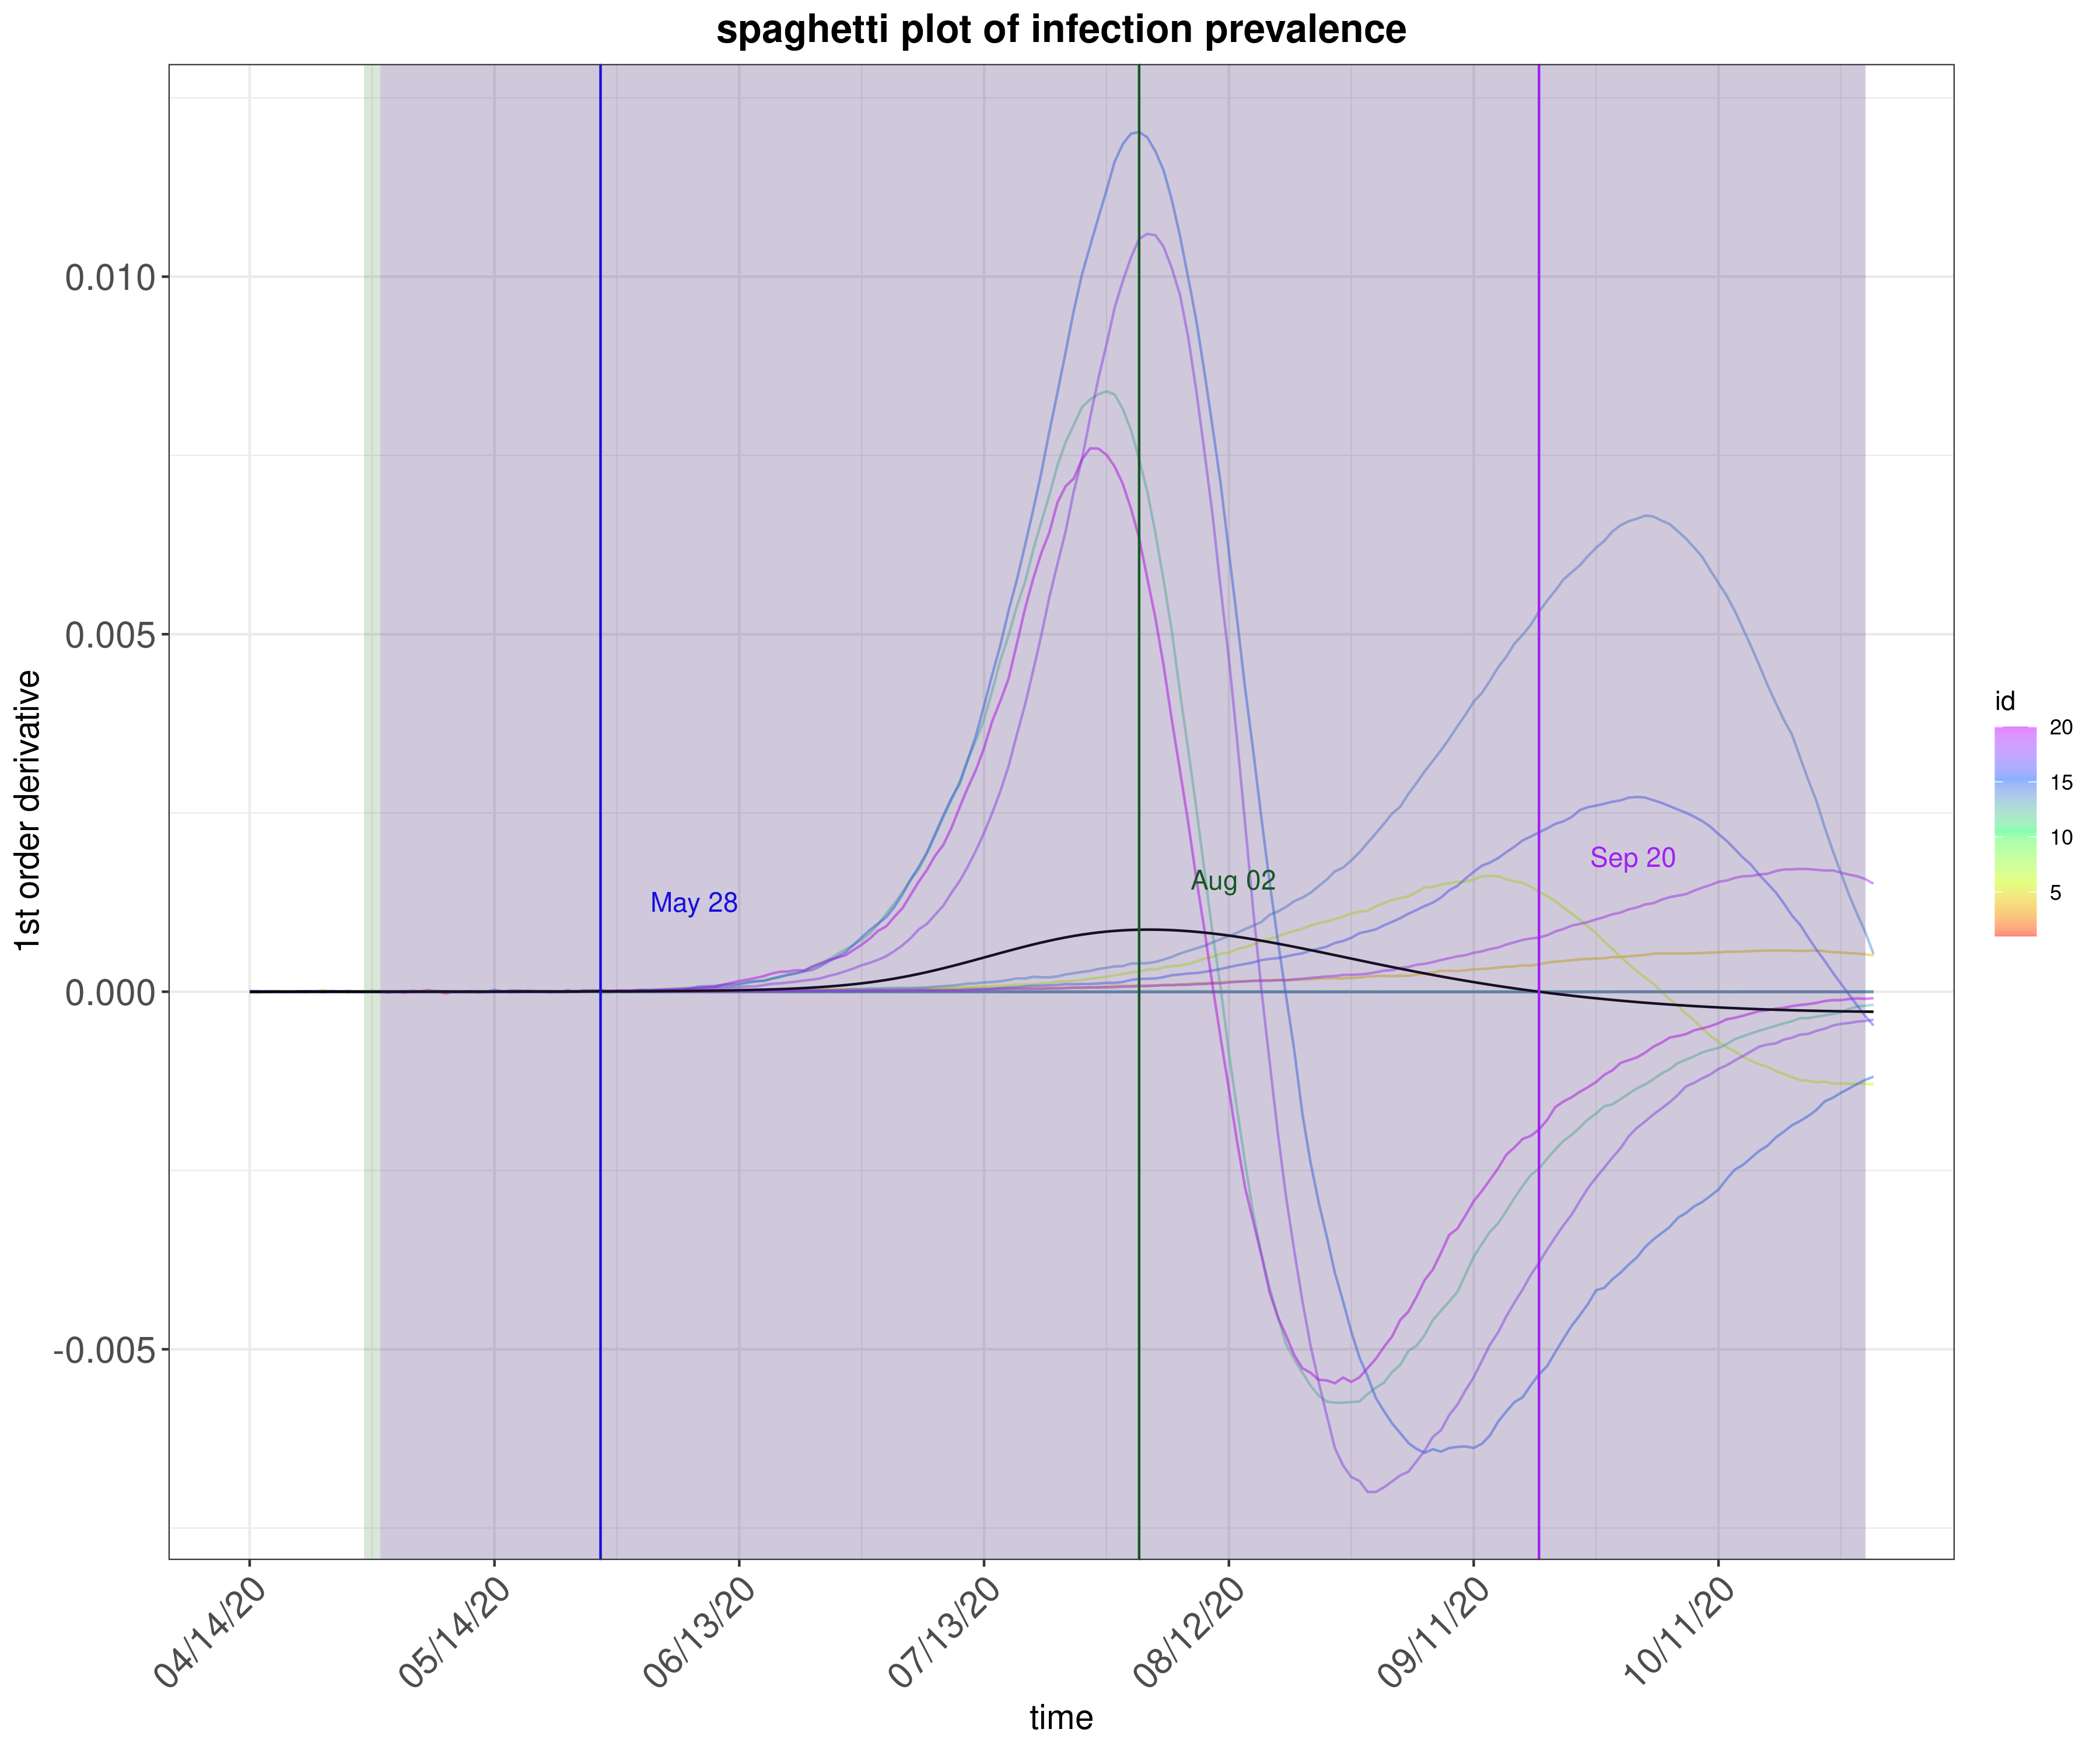 spaghetti plot of infection prevalence
0.010
0.005
0.000
-0.005
1st order derivative
May 28
Aug 02
Sep 20
id
20
15
10
5
04/14/20
05/14/20
06/13/20
07/13/20
08/12/20
09/11/20
10/11/20
time